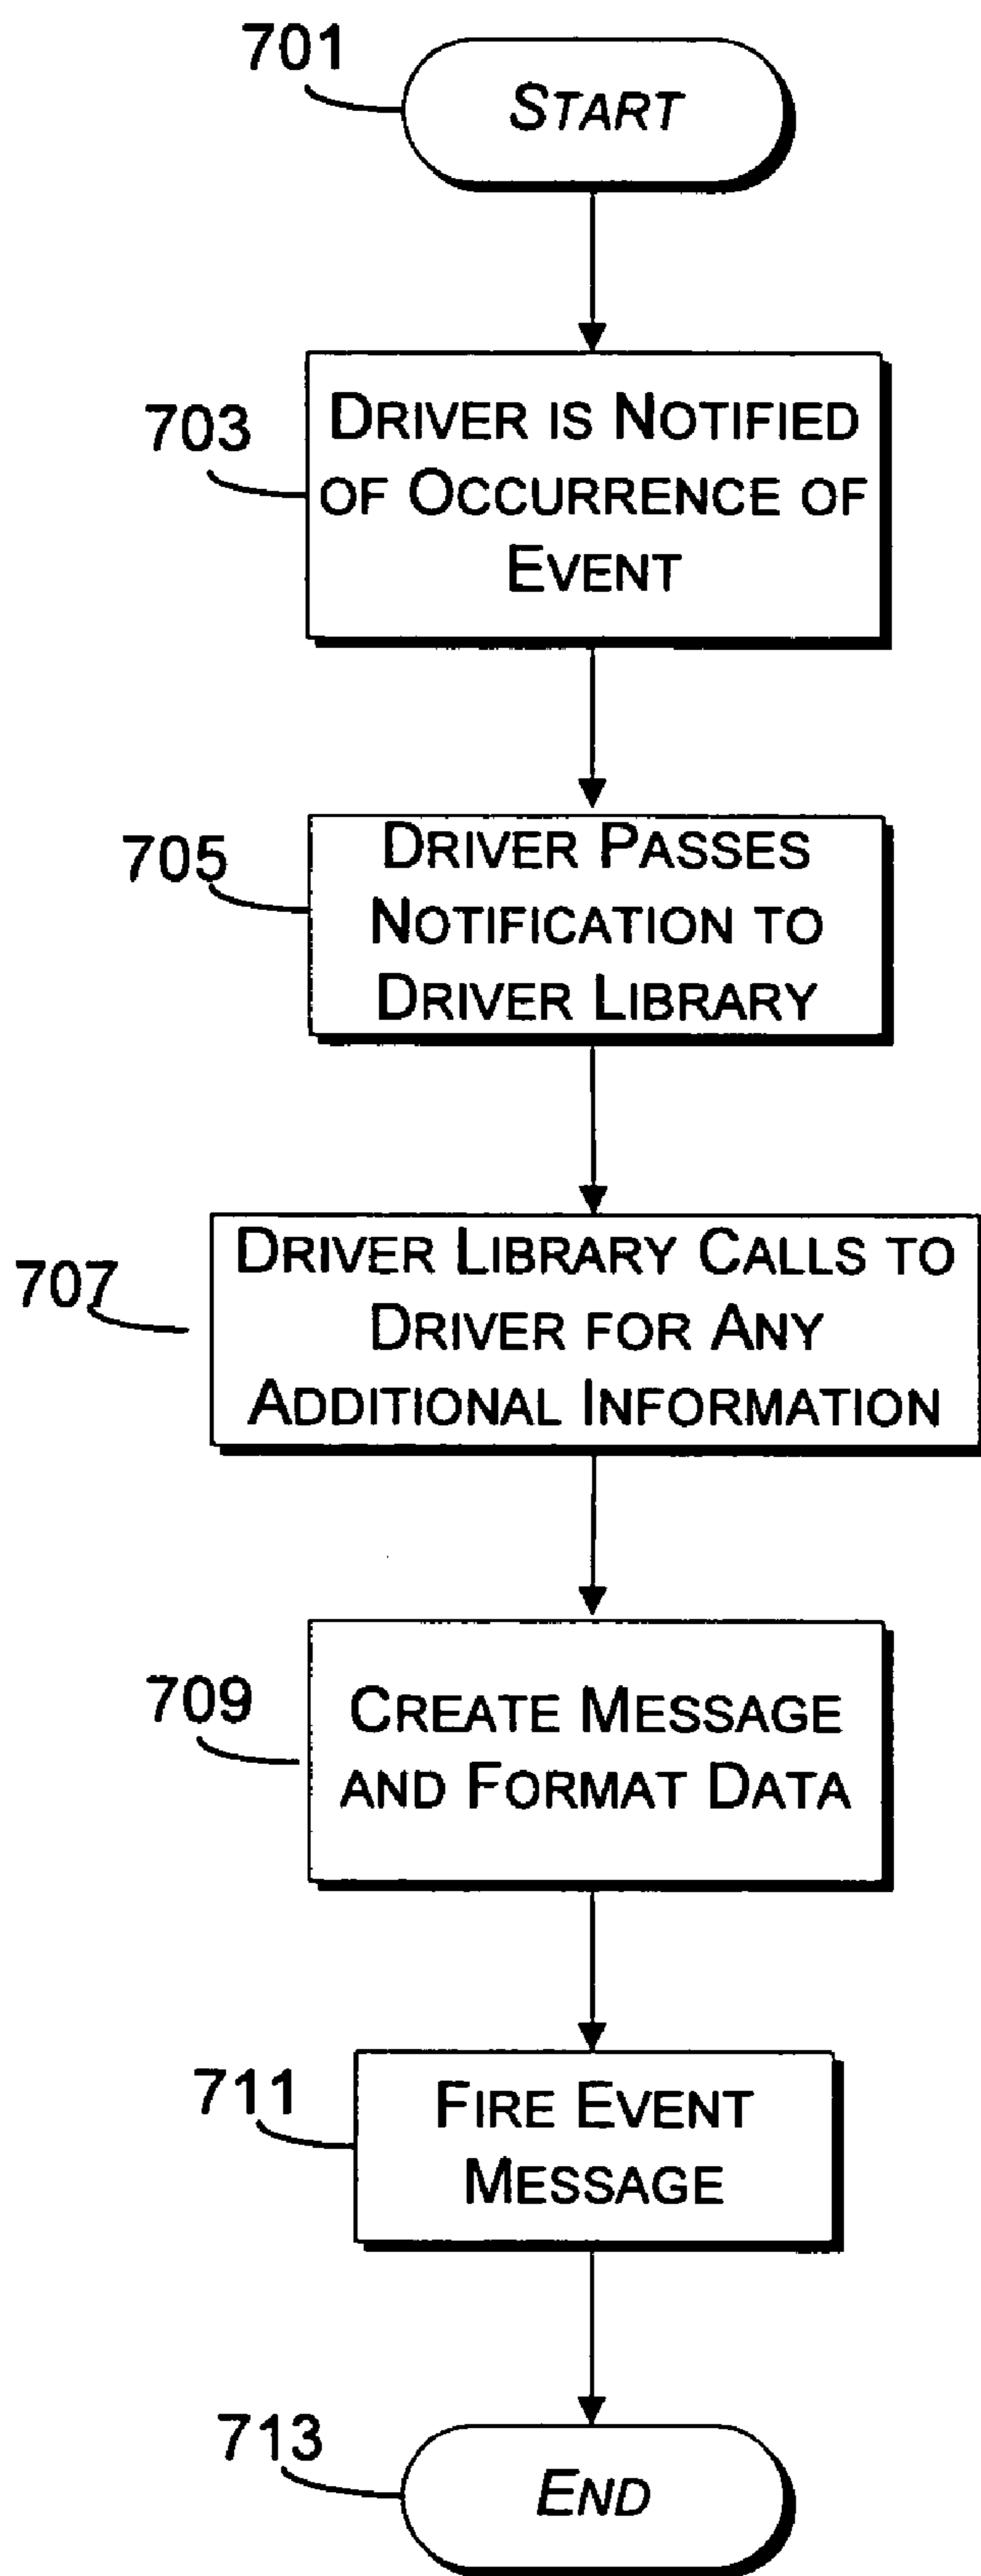 701
START
703
DRIVER IS NOTIFIED
OF OCCURRENCE OF
EVENT
705
DRIVER PASSES
NOTIFICATION TO
DRIVER LIBRARY
707
DRIVER LIBRARY CALLS TO
DRIVER FOR ANY
ADDITIONAL INFORMATION
709
CREATE MESSAGE
AND FORMAT DATA
711
FIRE EVENT
MESSAGE
713
END